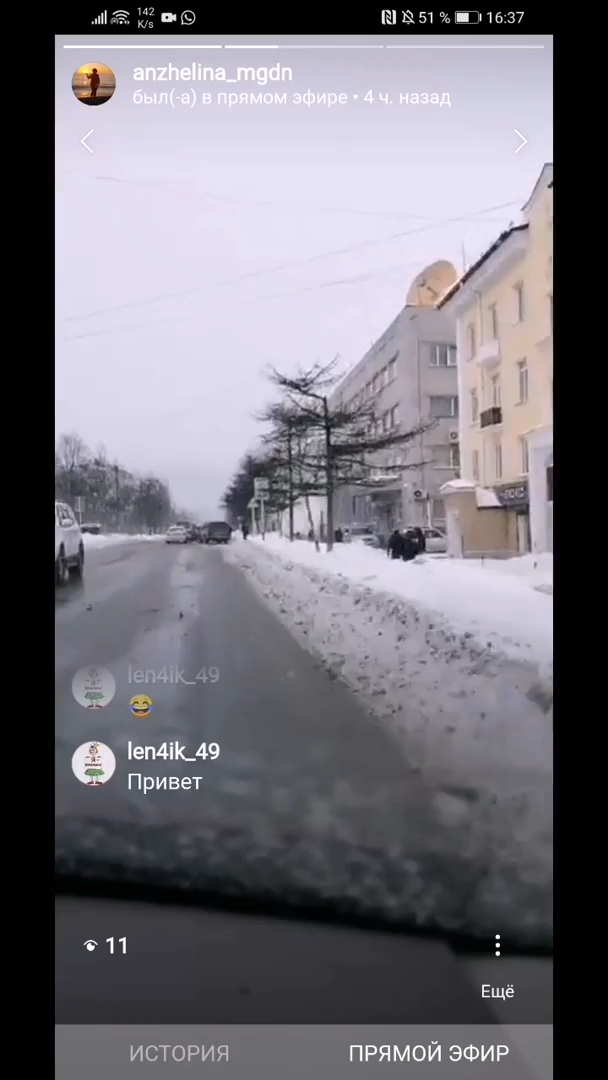 142
K/s
51 %
16:37
anzhelina_mgdn
был(-а) в прямом эфире • 4 ч. назад
len4ik_49
😂
len4ik_49
Привет
11
Ещё
ИСТОРИЯ
ПРЯМОЙ ЭФИР